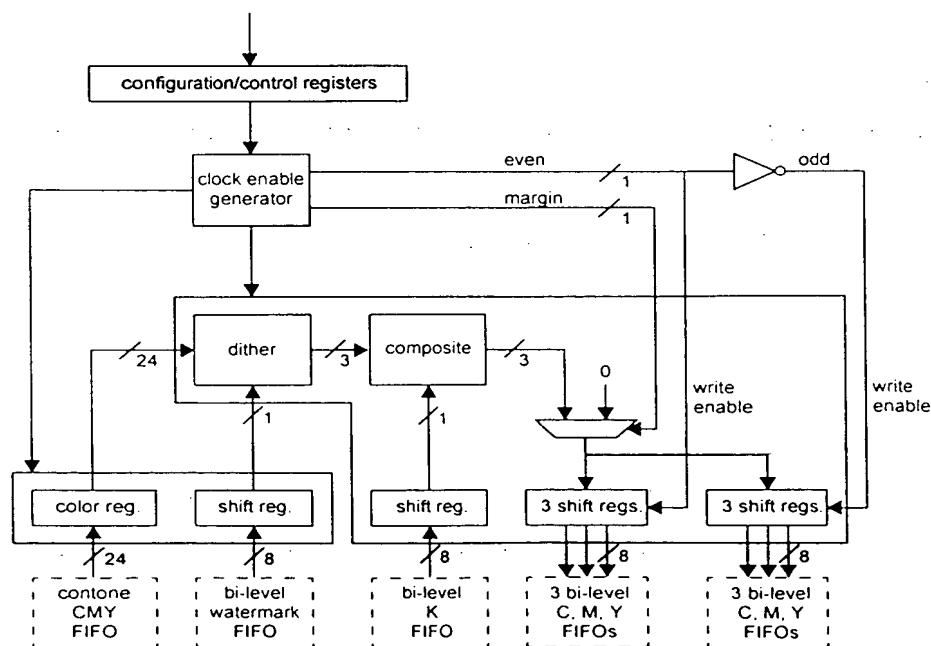 configuration/control registers
clock enable
generator
even
1
odd
margin
1
dither
composite
24
3
3
0
1
1
write
enable
write
enable
color reg.
shift reg.
shift reg.
3 shift regs.
3 shift regs.
24
8
8
8
8
contone
CMY
FIFO
bi-level
watermark
FIFO
bi-level
K
FIFO
3 bi-level
C, M, Y
FIFOs
3 bi-level
C, M, Y
FIFOs